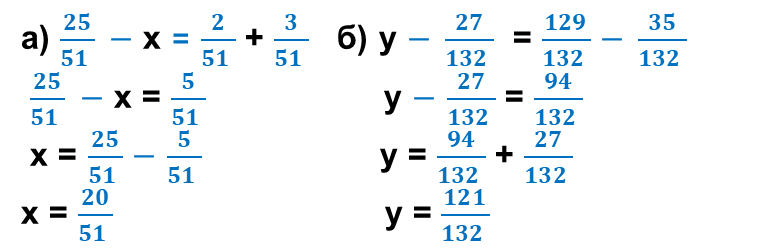 а) 25/51 − x = 2/51 + 3/51
25/51 − x = 5/51
x = 25/51 − 5/51
x = 20/51
б) y − 27/132 = 129/132 − 35/132
y − 27/132 = 94/132
y = 94/132 + 27/132
y = 121/132